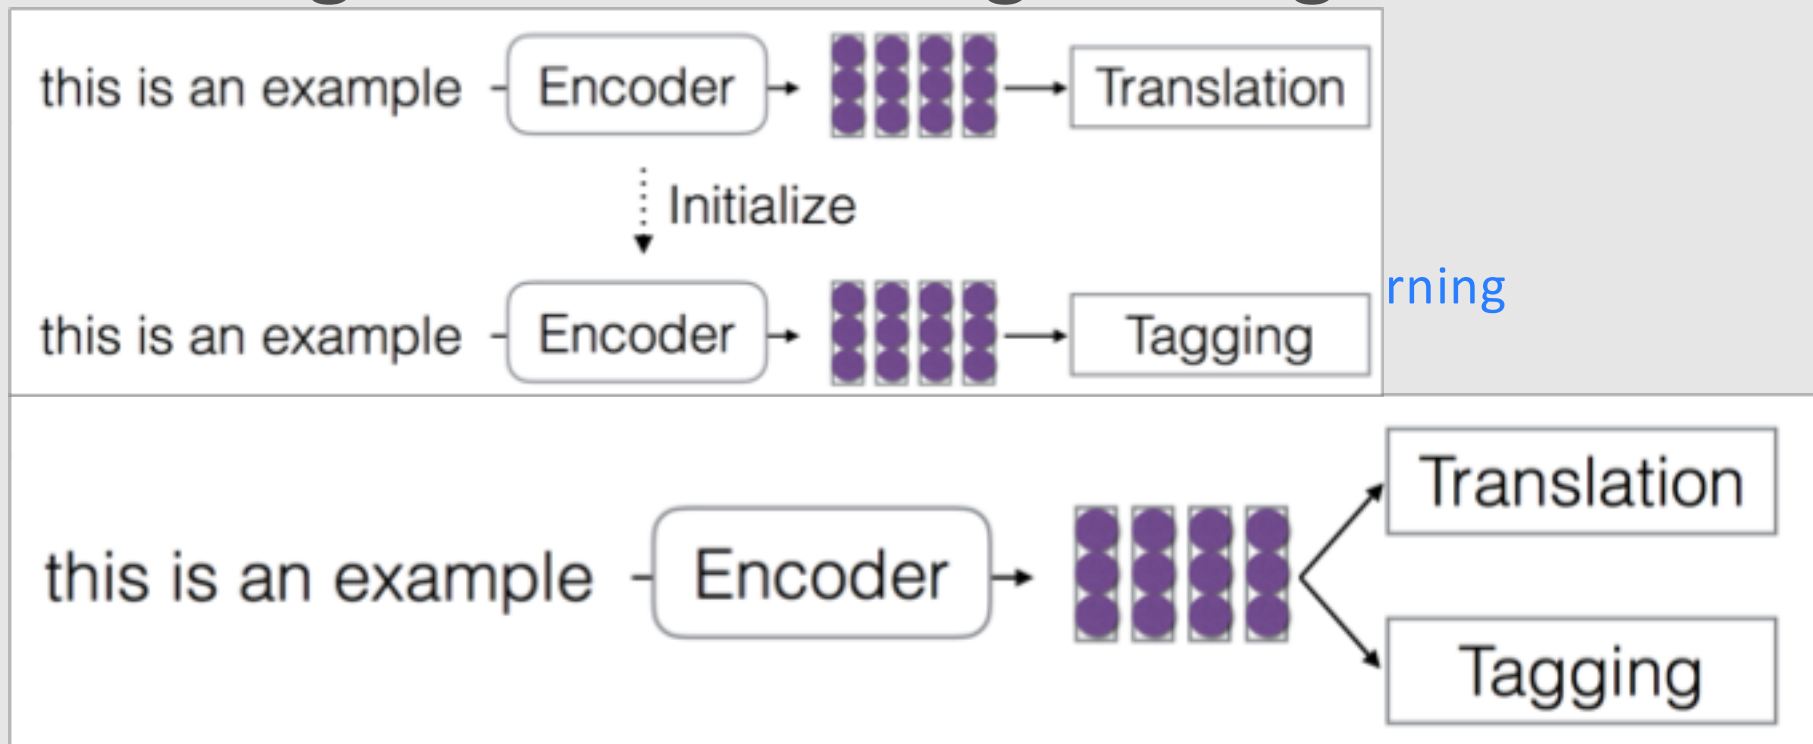 this is an example Encoder Translation
Initialize
rning
this is an example Encoder Tagging
Translation
this is an example Encoder
Tagging